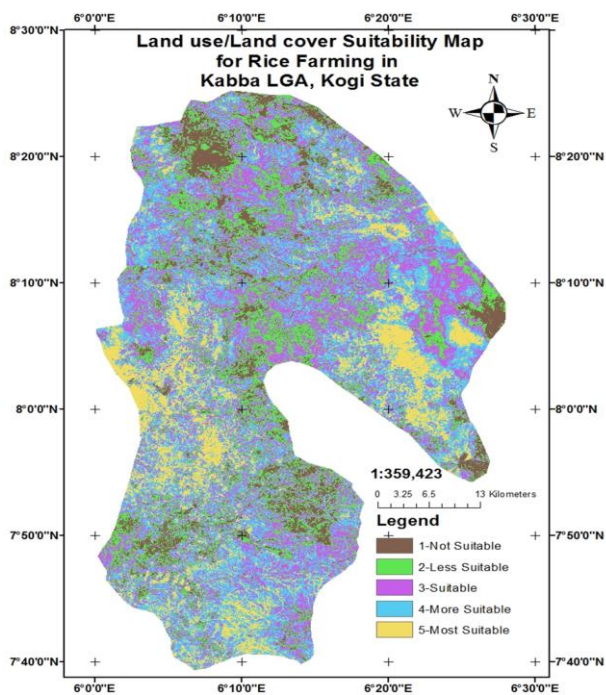 6°0'0"E 6°10'0"E 6°20'0"E 6°30'0"E
8°30'0"N 8°30'0"N
Land use/Land cover Suitability Map
for Rice Farming in
Kabba LGA, Kogi State
N
W E
S
8°20'0"N 8°20'0"N
8°10'0"N 8°10'0"N
8°0'0"N 8°0'0"N
1:359,423
0 3.25 6.5 13 Kilometers
Legend
7°50'0"N 7°50'0"N
1-Not Suitable
2-Less Suitable
3-Suitable
4-More Suitable
5-Most Suitable
7°40'0"N 7°40'0"N
6°0'0"E 6°10'0"E 6°20'0"E 6°30'0"E